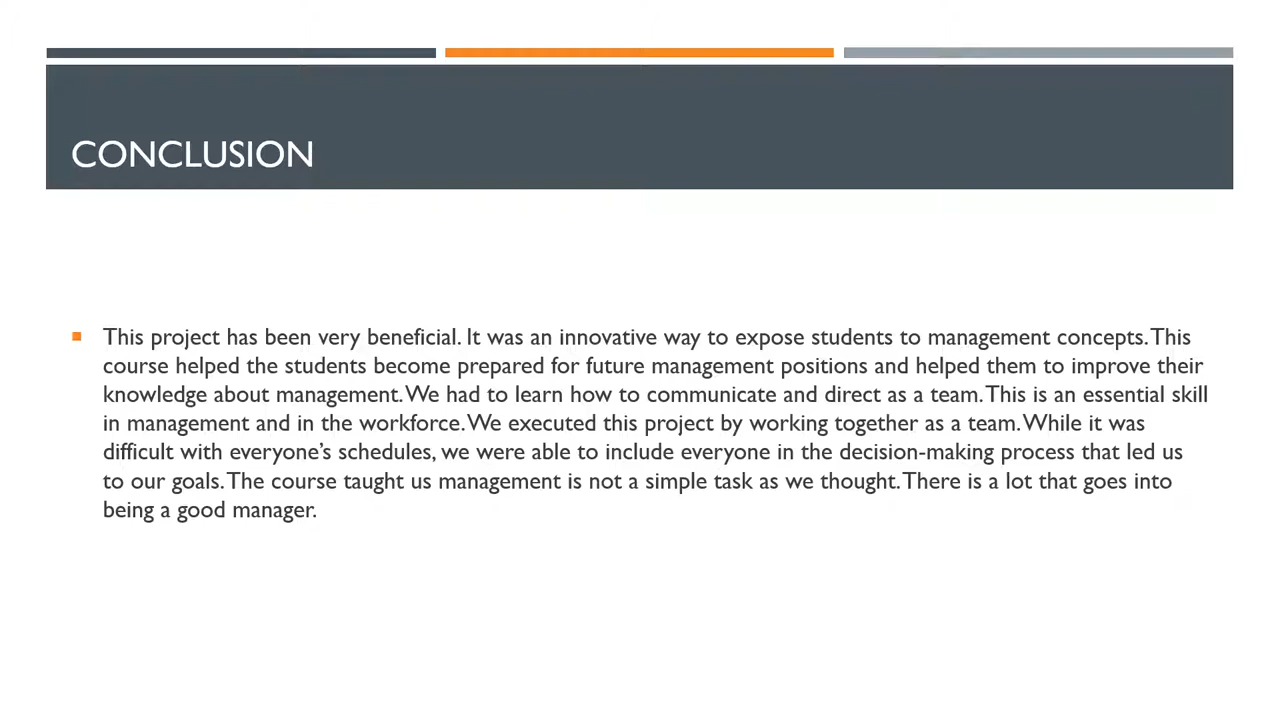 CONCLUSION
This project has been very beneficial. It was an innovative way to expose students to management concepts. This
course helped the students become prepared for future management positions and helped them to improve their
knowledge about management. We had to learn how to communicate and direct as a team. This is an essential skill
in management and in the workforce. We executed this project by working together as a team. While it was
difficult with everyone’s schedules, we were able to include everyone in the decision-making process that led us
to our goals. The course taught us management is not a simple task as we thought. There is a lot that goes into
being a good manager.